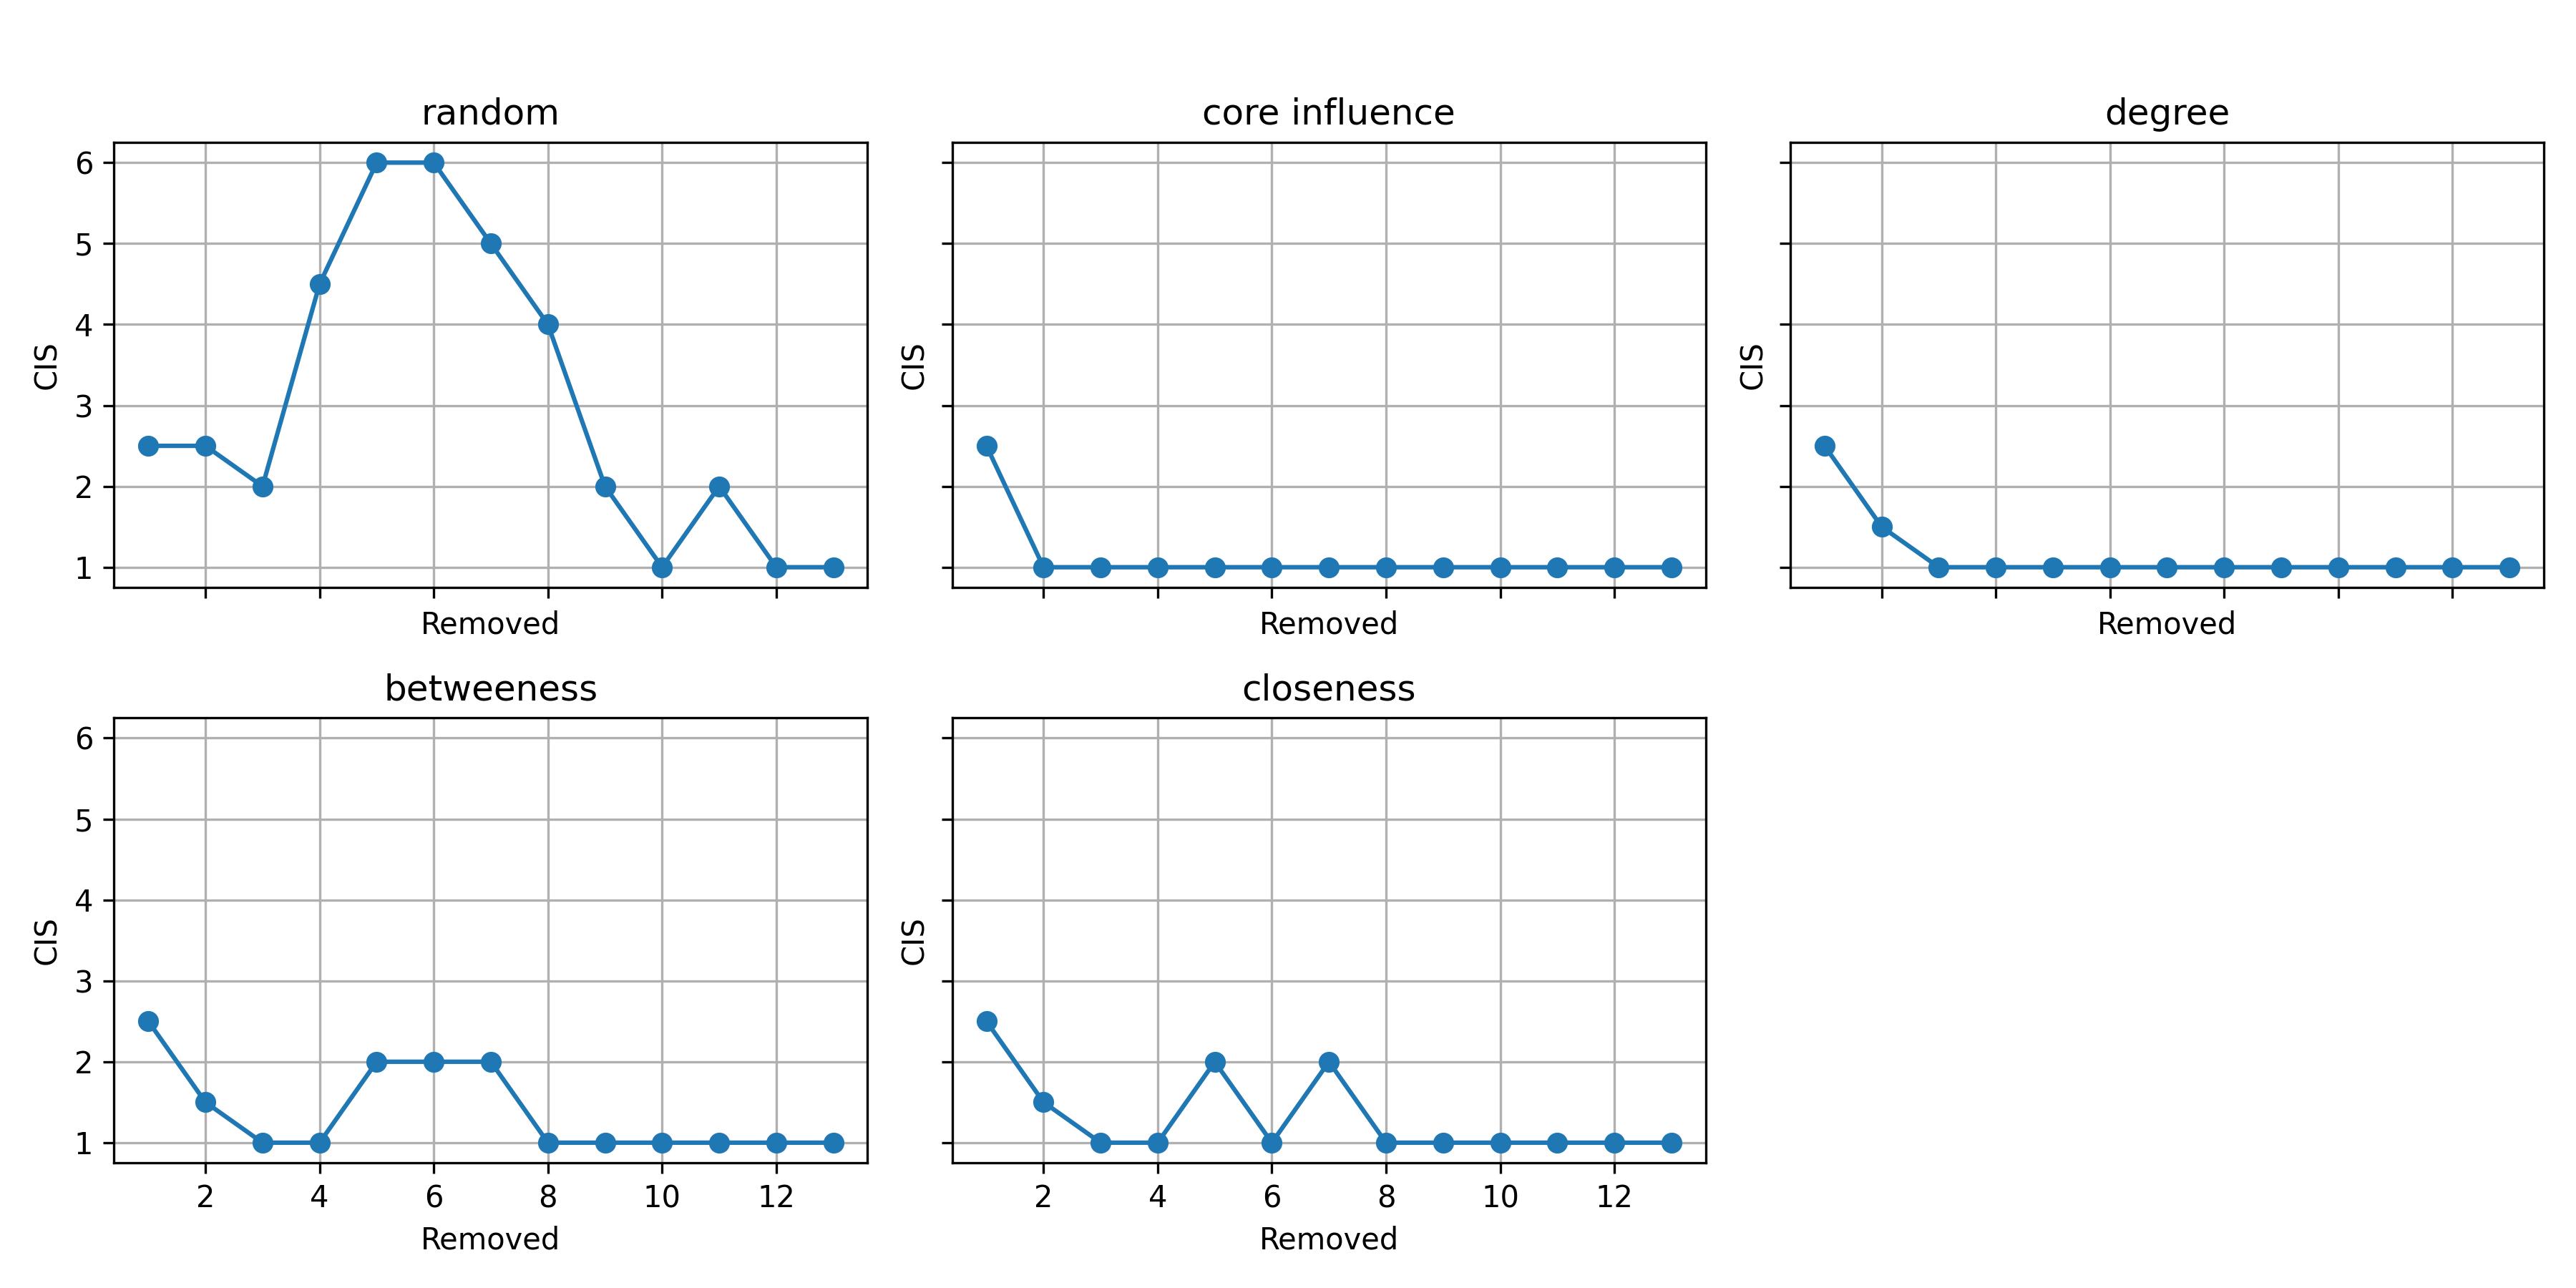 random
6
5
4
3
2
1
CIS
Removed
core influence
CIS
Removed
degree
CIS
Removed
betweeness
6
5
4
3
2
1
CIS
2 4 6 8 10 12
Removed
closeness
CIS
2 4 6 8 10 12
Removed